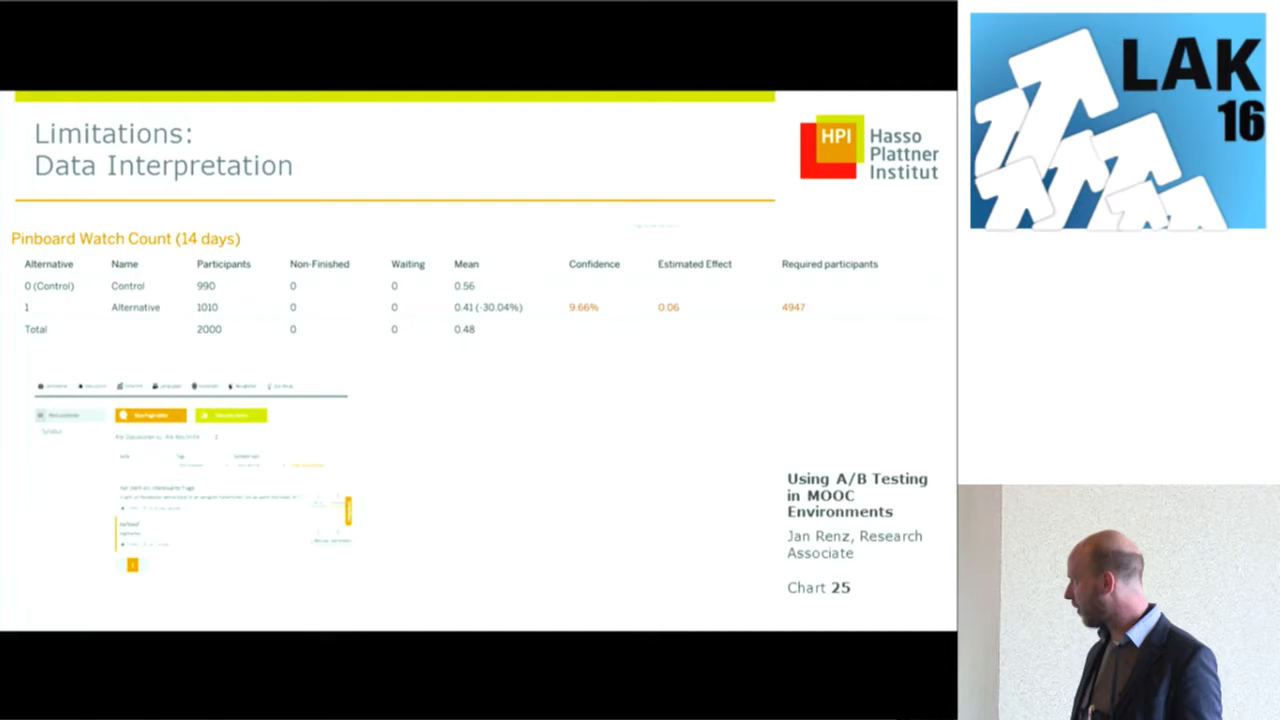 Limitations:
Data Interpretation
HPI
Hasso
Plattner
Institut
LAK
16
Pinboard Watch Count (14 days)
Alternative Name Participants Non-Finished Waiting Mean Confidence Estimated Effect Required participants
0 (Control) Control 990 0 0 0.56
1 Alternative 1010 0 0 0.41 (-30.04%) 9.66% 0.06 4947
Total 2000 0 0 0.48
Using A/B Testing
in MOOC
Environments
Jan Renz, Research
Associate
Chart 25